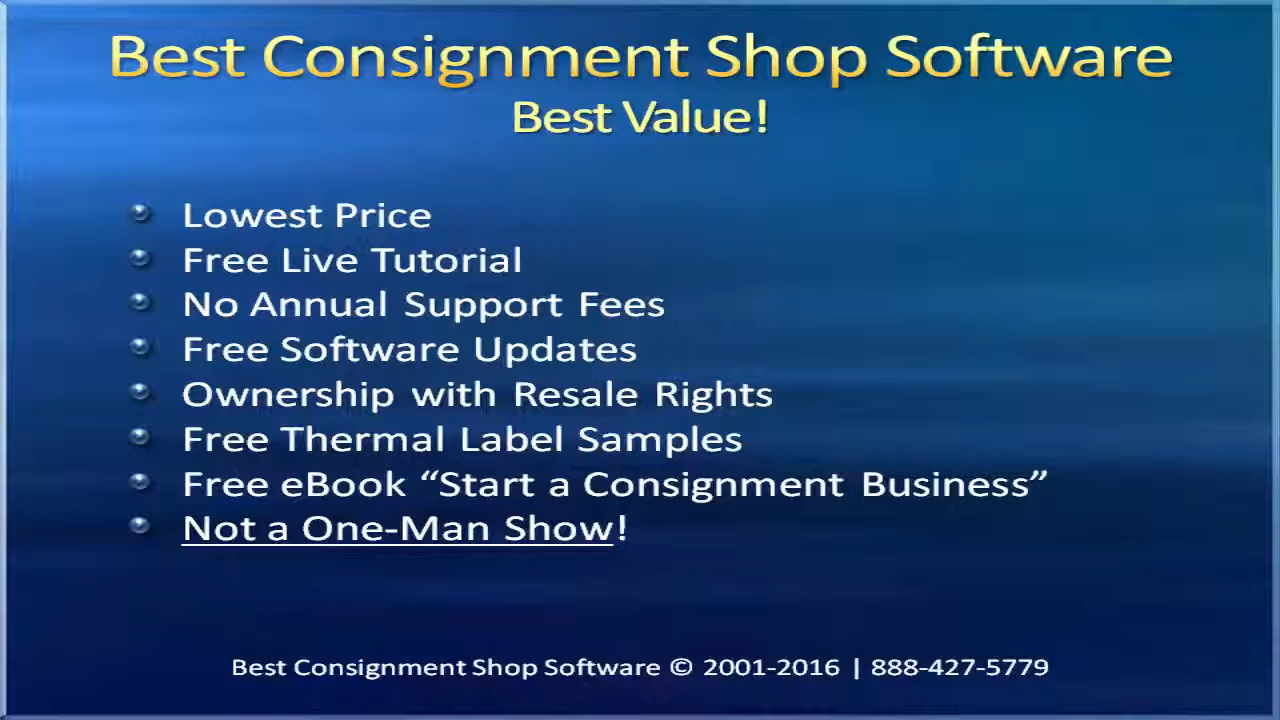 Best Consignment Shop Software
Best Value!
Lowest Price
Free Live Tutorial
No Annual Support Fees
Free Software Updates
Ownership with Resale Rights
Free Thermal Label Samples
Free eBook “Start a Consignment Business”
Not a One-Man Show!
Best Consignment Shop Software © 2001-2016 | 888-427-5779